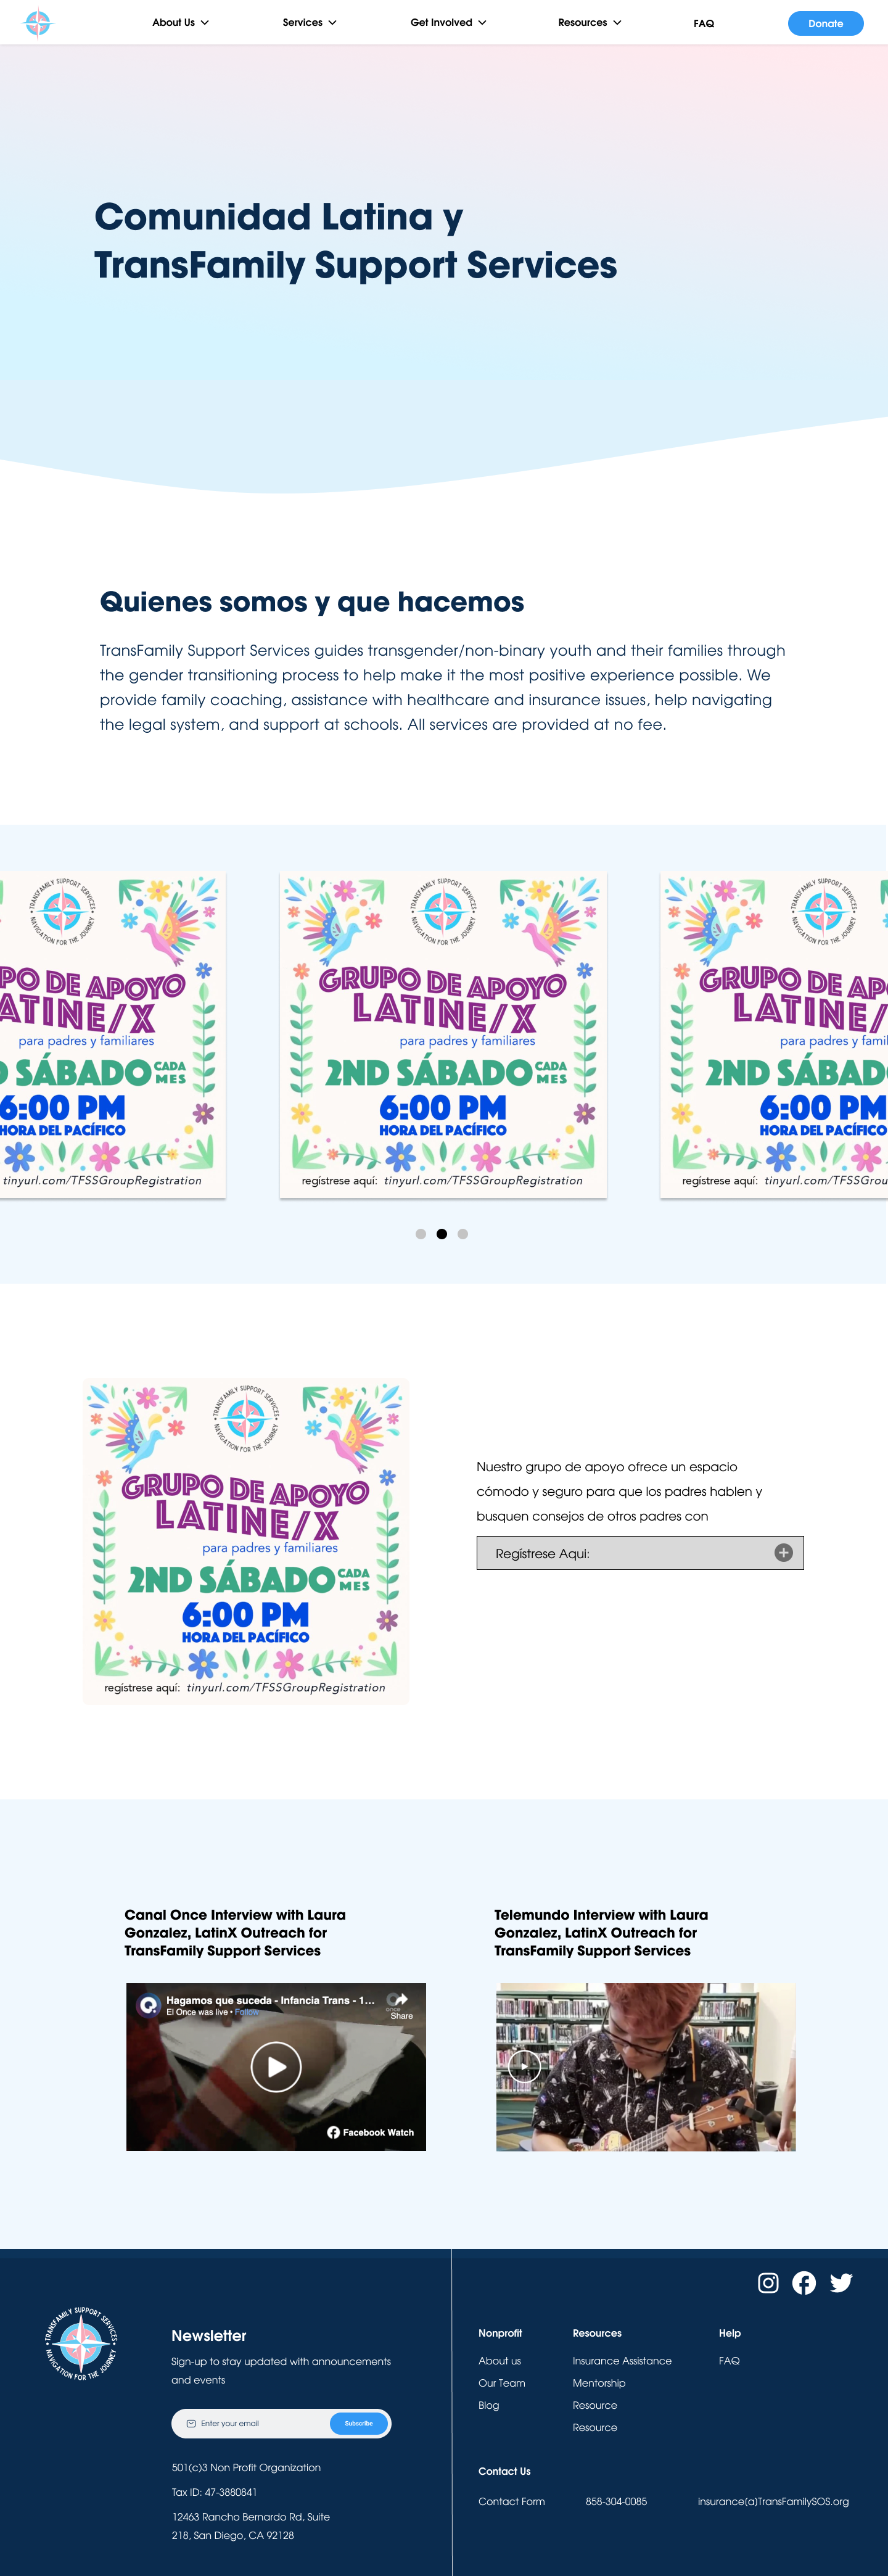 About Us
Services
Get Involved
Resources
FAQ
Donate
Comunidad Latina y
TransFamily Support Services
Quienes somos y que hacemos
TransFamily Support Services guides transgender/non-binary youth and their families through
the gender transitioning process to help make it the most positive experience possible. We
provide family coaching, assistance with healthcare and insurance issues, help navigating
the legal system, and support at schools. All services are provided at no fee.
TRANSFAMILY SUPPORT SERVICES
NAVIGATION FOR THE JOURNEY
PO DE APOYO
ATINE/X
para padres y familiares
D SÁBADO CADA MES
6:00 PM
HORA DEL PACÍFICO
tinyurl.com/TFSSGroupRegistration
TRANSFAMILY SUPPORT SERVICES
NAVIGATION FOR THE JOURNEY
GRUPO DE APOYO
LATINE/X
para padres y familiares
2ND SÁBADO CADA MES
6:00 PM
HORA DEL PACÍFICO
regístrese aquí: tinyurl.com/TFSSGroupRegistration
TRANSFAMILY SUPPORT SERVICES
NAVIGATION FOR THE JOURNEY
GRUPO DE APO
LATINE/X
para padres y famil
2ND SÁBADO
6:00 PM
HORA DEL PACÍFICO
regístrese aquí: tinyurl.com/TFSSGrou
TRANSFAMILY SUPPORT SERVICES
NAVIGATION FOR THE JOURNEY
GRUPO DE APOYO
LATINE/X
para padres y familiares
2ND SÁBADO CADA MES
6:00 PM
HORA DEL PACÍFICO
regístrese aquí: tinyurl.com/TFSSGroupRegistration
Nuestro grupo de apoyo ofrece un espacio
cómodo y seguro para que los padres hablen y
busquen consejos de otros padres con
Regístrese Aqui:
Canal Once Interview with Laura
Gonzalez, LatinX Outreach for
TransFamily Support Services
Hagamos que suceda - Infancia Trans - 1...
El Once was live • Follow
once
Share
Facebook Watch
Telemundo Interview with Laura
Gonzalez, LatinX Outreach for
TransFamily Support Services
TRANSFAMILY SUPPORT SERVICES
NAVIGATION FOR THE JOURNEY
Newsletter
Sign-up to stay updated with announcements
and events
Enter your email
Subscribe
501(c)3 Non Profit Organization
Tax ID: 47-3880841
12463 Rancho Bernardo Rd, Suite
218, San Diego, CA 92128
Nonprofit
About us
Our Team
Blog
Resources
Insurance Assistance
Mentorship
Resource
Resource
Help
FAQ
Contact Us
Contact Form
858-304-0085
insurance(a)TransFamilySOS.org